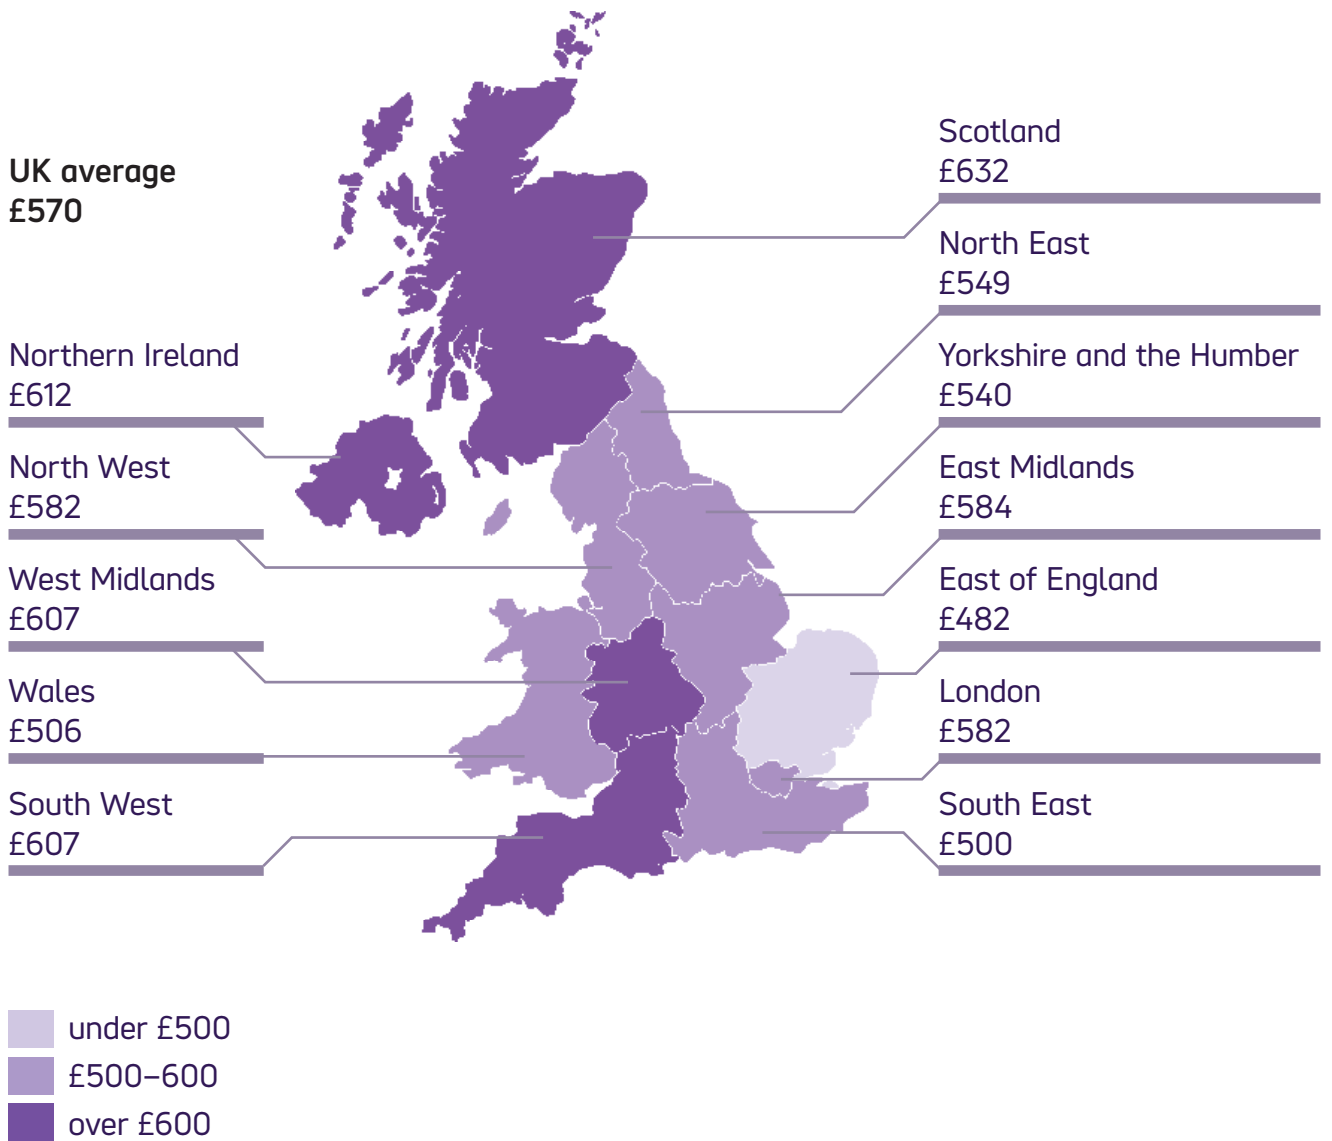 UK average
£570
Northern Ireland
£612
North West
£582
West Midlands
£607
Wales
£506
South West
£607
Scotland
£632
North East
£549
Yorkshire and the Humber
£540
East Midlands
£584
East of England
£482
London
£582
South East
£500
under £500
£500–600
over £600